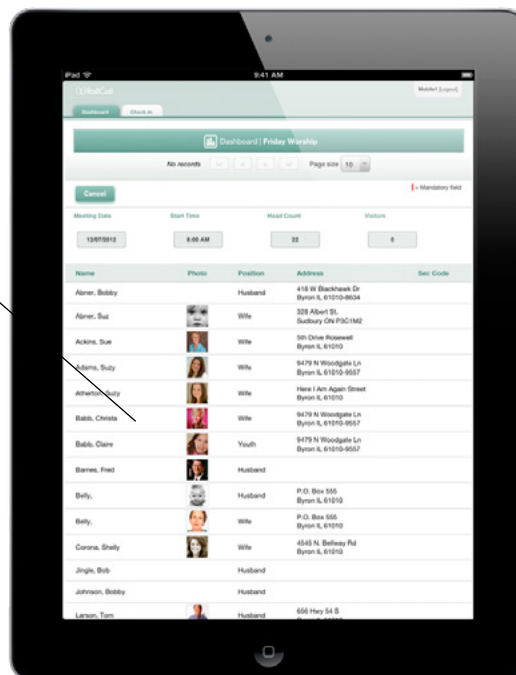 iPad 9:41 AM
RollCall
Mobile1 [Logout]
Dashboard Check In
Dashboard | Friday Worship
No records Page size 10
Cancel
= Mandatory field
Meeting Date Start Time Head Count Visitors
13/07/2012 8:00 AM 22 0
Name Photo Position Address Sec Code
Abner, Bobby Husband 418 W Blackhawk Dr
Byron IL 61010-8634
Abner, Suz Wife 328 Albert St.
Sudbury ON P3C1M2
Ackins, Sue Wife 5th Drive Rosewell
Byron IL 61010
Adams, Suzy Wife 9479 N Woodgate Ln
Byron IL 61010-9557
Atherton, Suzy Wife Here I Am Again Street
Byron IL 61010
Babb, Christa Wife 9479 N Woodgate Ln
Byron IL 61010-9557
Babb, Claire Youth 9479 N Woodgate Ln
Byron IL 61010-9557
Barnes, Fred Husband
Belly, Husband P.O. Box 555
Byron IL 61010
Belly, Wife P.O. Box 555
Byron IL 61010
Corona, Shelly Wife 4545 N. Bellway Rd
Byron IL 61010
Jingle, Bob Husband
Johnson, Bobby Husband
Larson, Tom Husband 656 Hwy 54 S